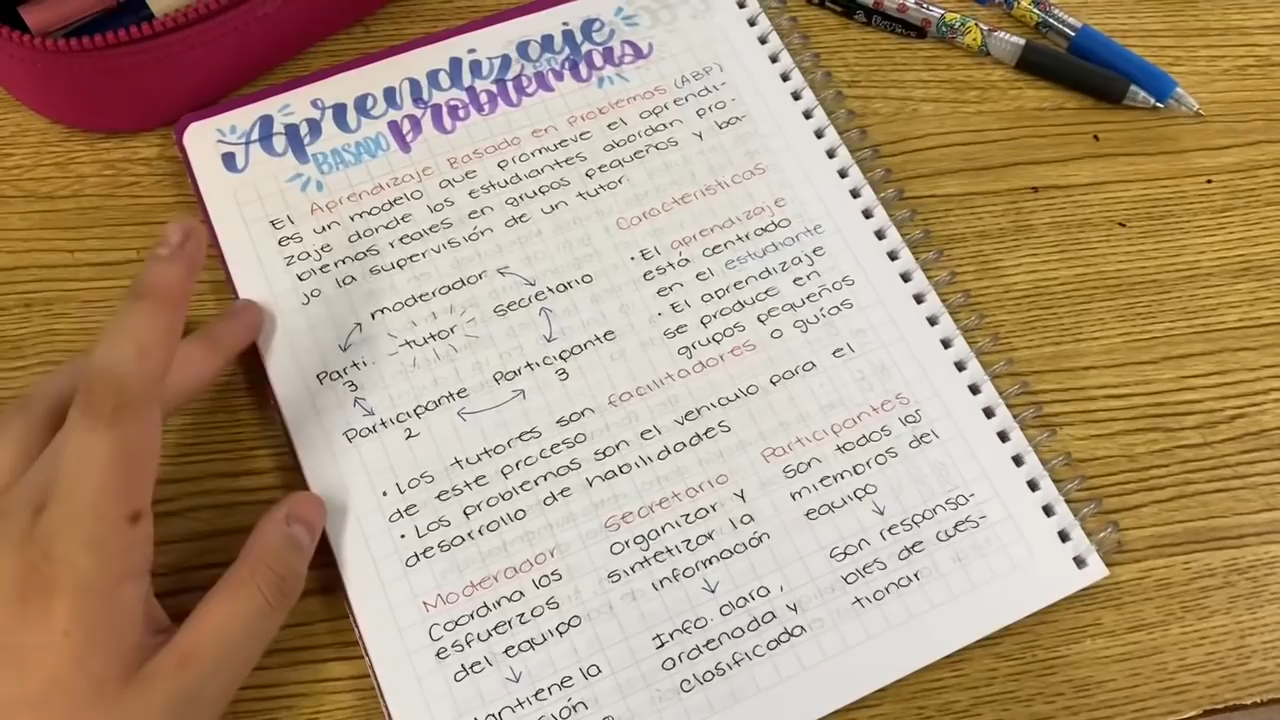 Aprendizaje
BASADO en problemas
El Aprendizaje Basado en Problemas (ABP)
es un modelo que promueve el aprendi-
zaje donde los estudiantes abordan pro-
blemas reales en grupos pequeños y ba-
jo la supervisión de un tutor.
moderador
secretario
tutor
Parti.
3
Participante
3
Participante
2
Características:
• El aprendizaje
está centrado
en el estudiante
• El aprendizaje
se produce en
grupos pequeños
• Los tutores son facilitadores o guías
de este proceso
• Los problemas son el vehiculo para el
desarrollo de habilidades
Moderador
Coordina los
esfuerzos
del equipo
Mantiene la
Secretario
organizar y
sintetizar la
información
Info. clara,
ordenada y
clasificada
Participantes
son todos los
miembros del
equipo
Son responsa-
bles de cues-
tionar